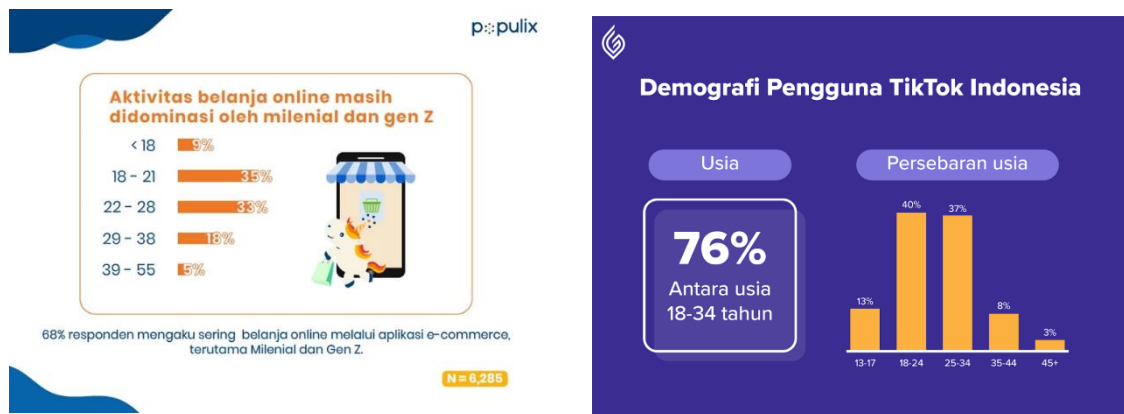 populix
Aktivitas belanja online masih
didominasi oleh milenial dan gen Z
< 18 9%
18 - 21 35%
22 - 28 33%
29 - 38 18%
39 - 55 5%
68% responden mengaku sering belanja online melalui aplikasi e-commerce,
terutama Milenial dan Gen Z.
N = 6,285
Demografi Pengguna TikTok Indonesia
Usia
76%
Antara usia
18-34 tahun
Persebaran usia
40% 37%
13% 8% 3%
13-17 18-24 25-34 35-44 45+